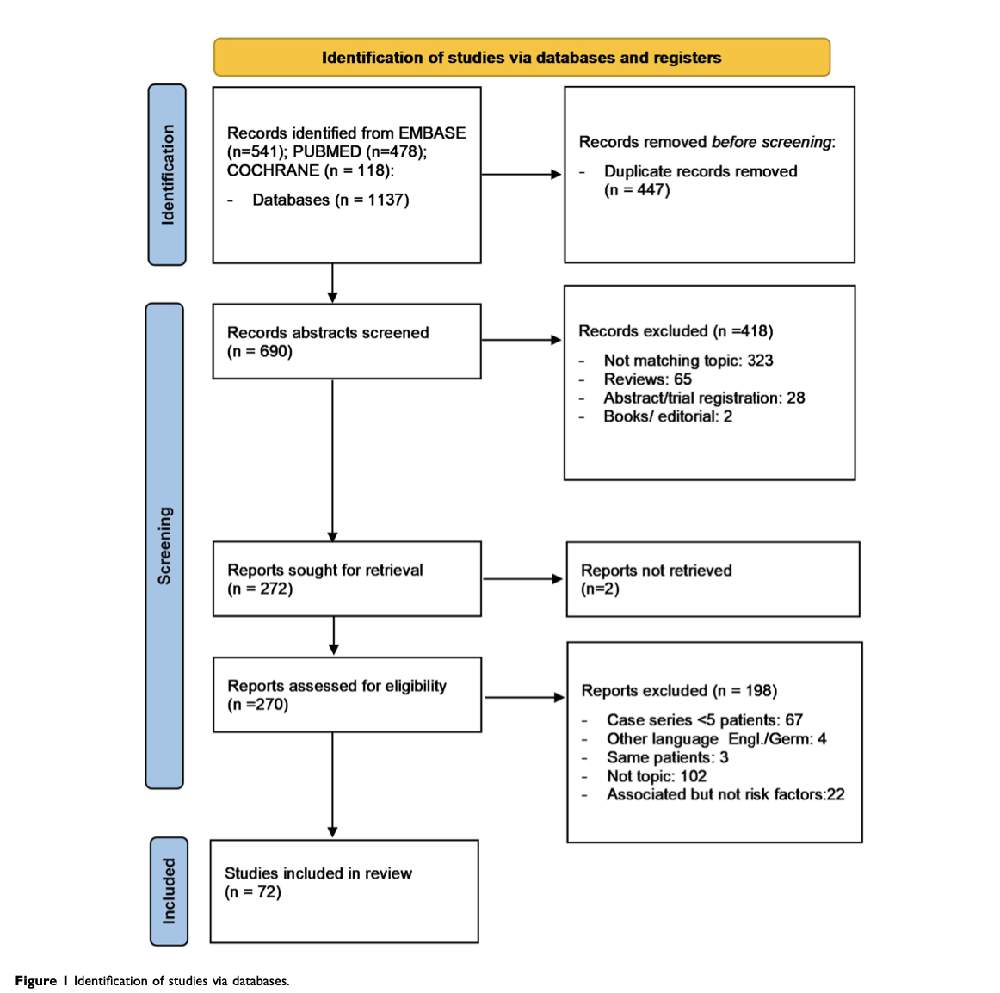 Identification of studies via databases and registers
Identification
Records identified from EMBASE
(n=541); PUBMED (n=478);
COCHRANE (n = 118):
- Databases (n = 1137)
Records removed before screening:
- Duplicate records removed
(n = 447)
Screening
Records abstracts screened
(n = 690)
Records excluded (n =418)
- Not matching topic: 323
- Reviews: 65
- Abstract/trial registration: 28
- Books/ editorial: 2
Reports sought for retrieval
(n = 272)
Reports not retrieved
(n=2)
Reports assessed for eligibility
(n =270)
Reports excluded (n = 198)
- Case series <5 patients: 67
- Other language Engl./Germ: 4
- Same patients: 3
- Not topic: 102
- Associated but not risk factors:22
Included
Studies included in review
(n = 72)
Figure 1 Identification of studies via databases.